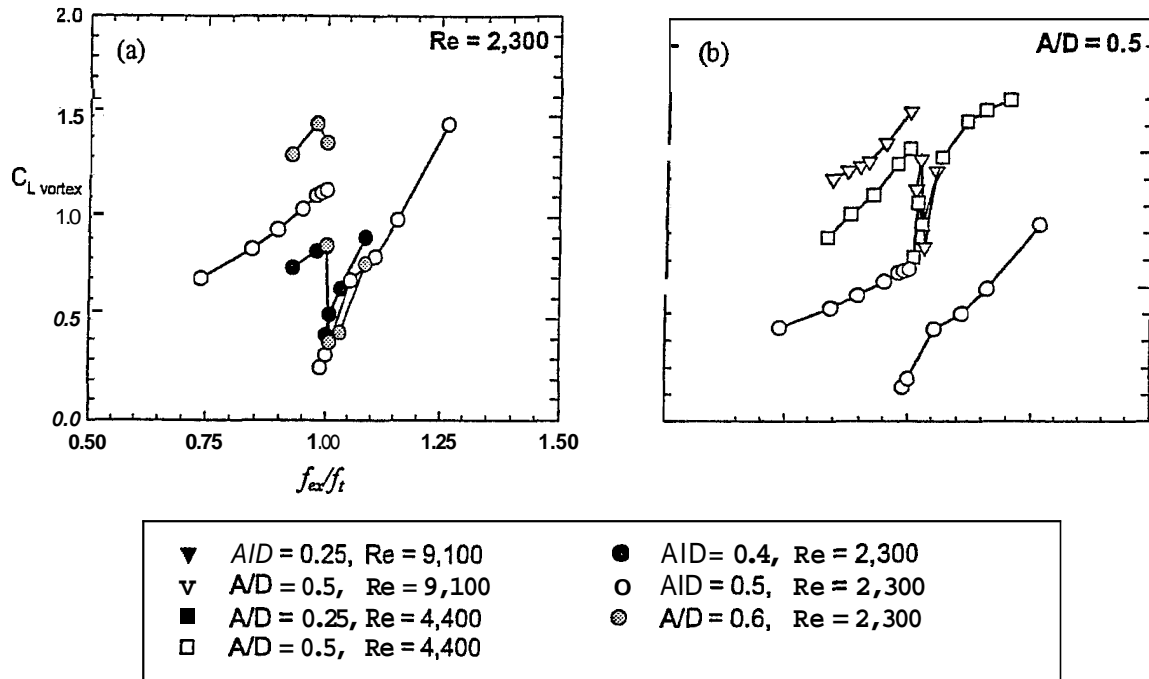 2.0
(a)
Re = 2,300
1.5
C L vortex
1.0
0.5
0.0
0.50 0.75 1.00 1.25 1.50
fex/ft
(b)
A/D = 0.5
AID = 0.25, Re = 9,100
A/D = 0.5, Re = 9,100
A/D = 0.25, Re = 4,400
A/D = 0.5, Re = 4,400
AID= 0.4, Re = 2,300
AID = 0.5, Re = 2,300
A/D = 0.6, Re = 2,300